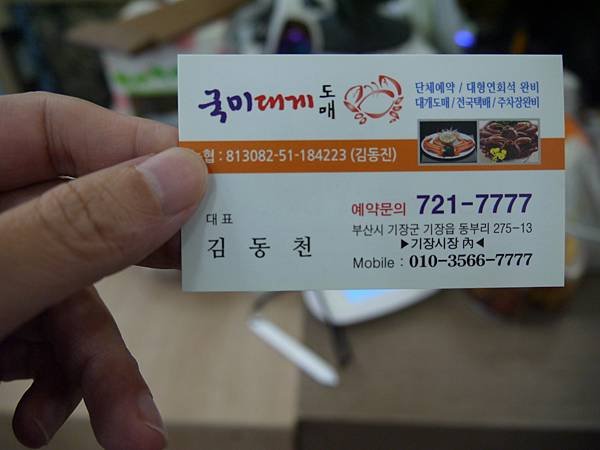 국미대게 도매
단체예약 / 대형연회석 완비
대게도매 / 전국택배 / 주차장완비
협 : 813082-51-184223 (김동진)
예약문의 721-7777
부산시 기장군 기장읍 동부리 275-13
▶기장시장 內◀
대표
김 동 천
Mobile : 010-3566-7777